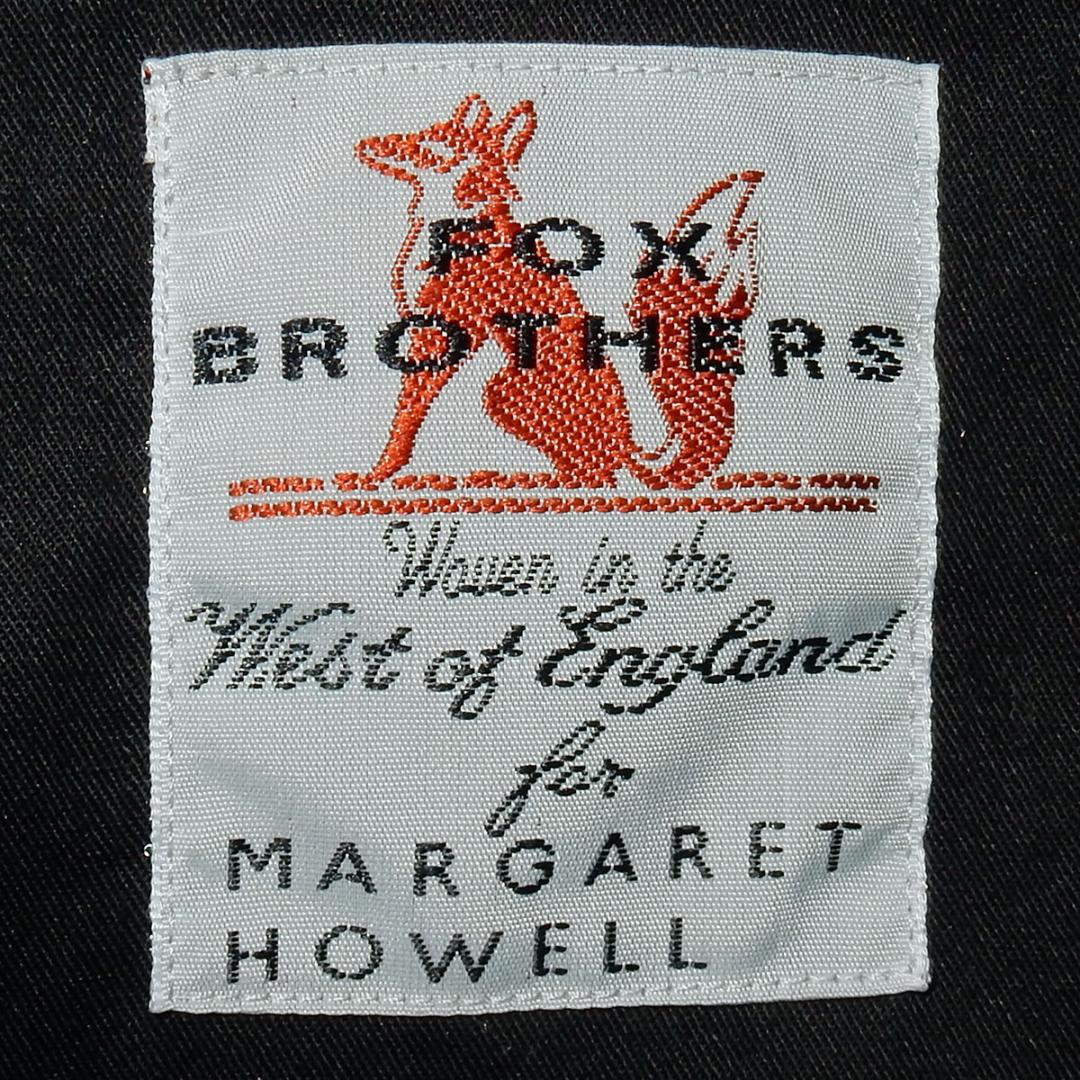 FOX
BROTHERS
Woven in the
West of England
for
MARGARET
HOWELL